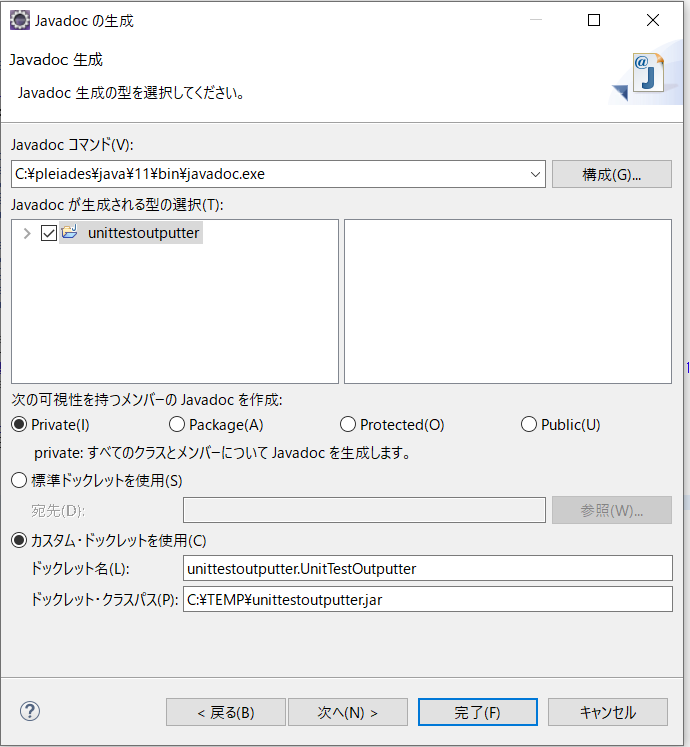 Javadoc の生成
Javadoc 生成
Javadoc 生成の型を選択してください。
Javadoc コマンド(V):
C:¥pleiades¥java¥11¥bin¥javadoc.exe
構成(G)...
Javadoc が生成される型の選択(T):
unittestoutputter
次の可視性を持つメンバーの Javadoc を作成:
Private(I) Package(A) Protected(O) Public(U)
private: すべてのクラスとメンバーについて Javadoc を生成します。
標準ドックレットを使用(S)
宛先(D):
参照(W)...
カスタム・ドックレットを使用(C)
ドックレット名(L): unittestoutputter.UnitTestOutputter
ドックレット・クラスパス(P): C:¥TEMP¥unittestoutputter.jar
< 戻る(B) 次へ(N) > 完了(F) キャンセル